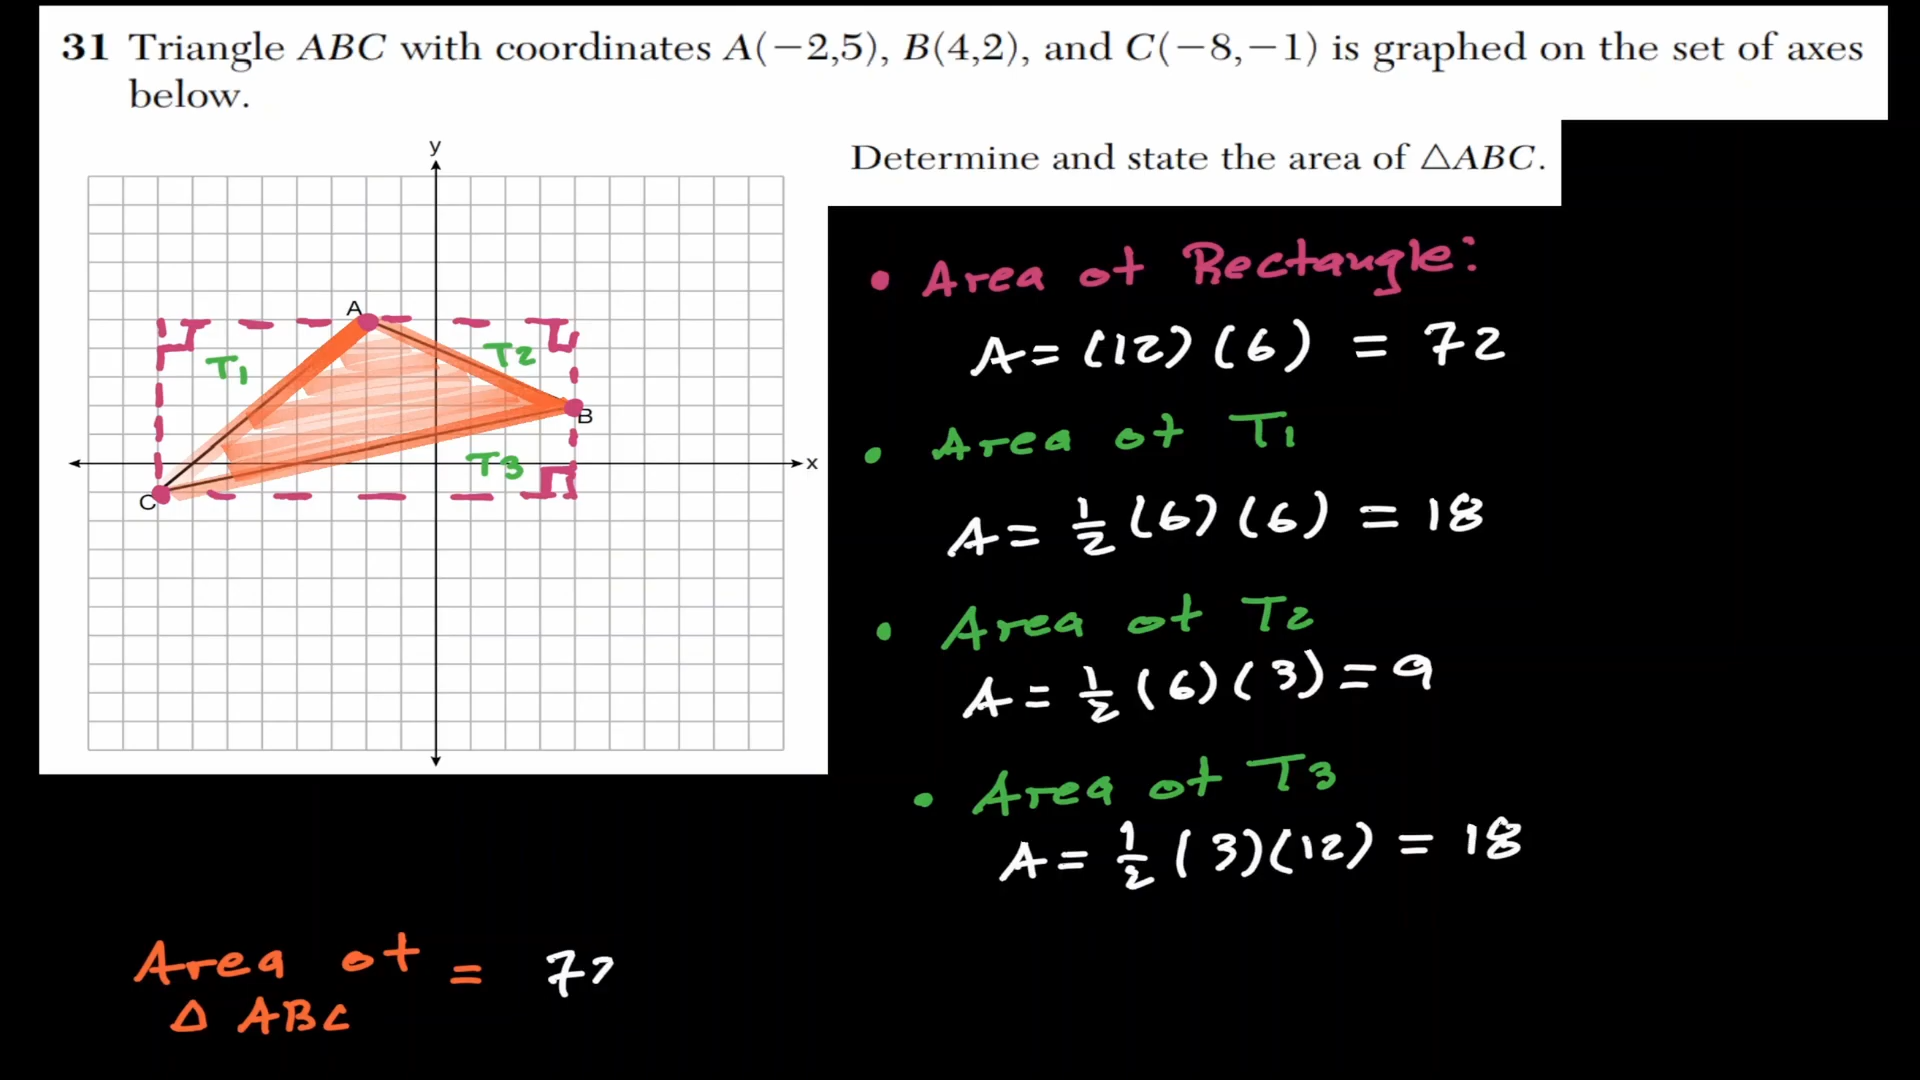 31 Triangle ABC with coordinates A(−2,5), B(4,2), and C(−8,−1) is graphed on the set of axes
below.
Determine and state the area of △ABC.
y
A
B
x
C
T1
T2
T3
• Area of Rectangle:
A = (12)(6) = 72
• Area of T1
A = 1/2 (6)(6) = 18
• Area of T2
A = 1/2 (6)(3) = 9
• Area of T3
A = 1/2 (3)(12) = 18
Area of = 72
△ ABC